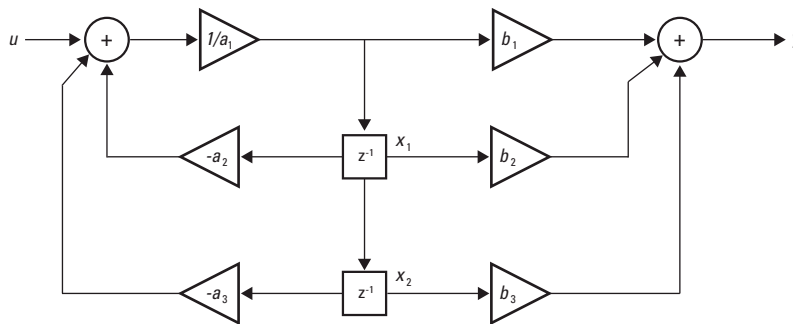 u + 1/a₁ b₁ +
-a₂ z⁻¹ x₁ b₂
-a₃ z⁻¹ x₂ b₃